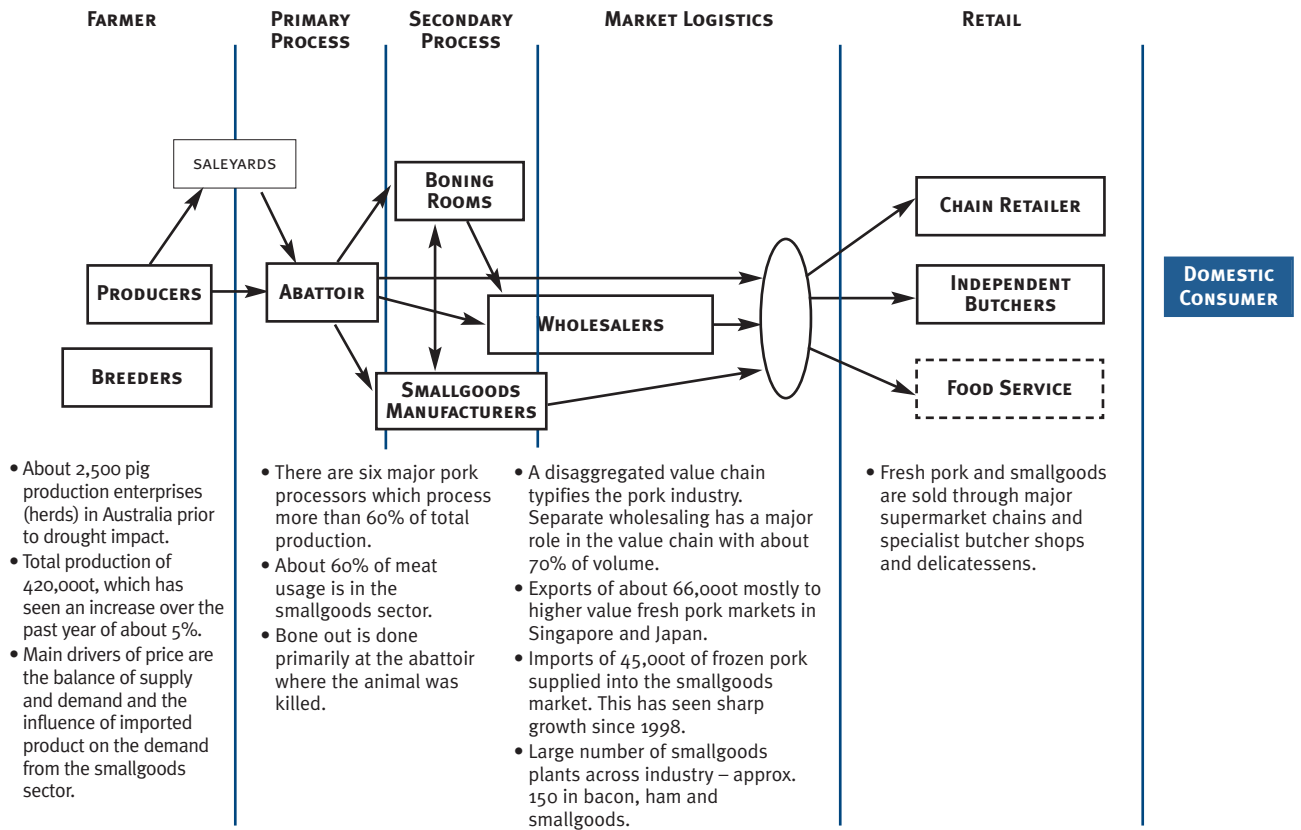 FARMER
PRIMARY
PROCESS
SECONDARY
PROCESS
MARKET LOGISTICS
RETAIL
SALEYARDS
BONING
ROOMS
CHAIN RETAILER
PRODUCERS
ABATTOIR
WHOLESALERS
INDEPENDENT
BUTCHERS
DOMESTIC
CONSUMER
BREEDERS
SMALLGOODS
MANUFACTURERS
FOOD SERVICE
• About 2,500 pig
production enterprises
(herds) in Australia prior
to drought impact.
• Total production of
420,000t, which has
seen an increase over the
past year of about 5%.
• Main drivers of price are
the balance of supply
and demand and the
influence of imported
product on the demand
from the smallgoods
sector.
• There are six major pork
processors which process
more than 60% of total
production.
• About 60% of meat
usage is in the
smallgoods sector.
• Bone out is done
primarily at the abattoir
where the animal was
killed.
• A disaggregated value chain
typifies the pork industry.
Separate wholesaling has a major
role in the value chain with about
70% of volume.
• Exports of about 66,000t mostly to
higher value fresh pork markets in
Singapore and Japan.
• Imports of 45,000t of frozen pork
supplied into the smallgoods
market. This has seen sharp
growth since 1998.
• Large number of smallgoods
plants across industry – approx.
150 in bacon, ham and
smallgoods.
• Fresh pork and smallgoods
are sold through major
supermarket chains and
specialist butcher shops
and delicatessens.